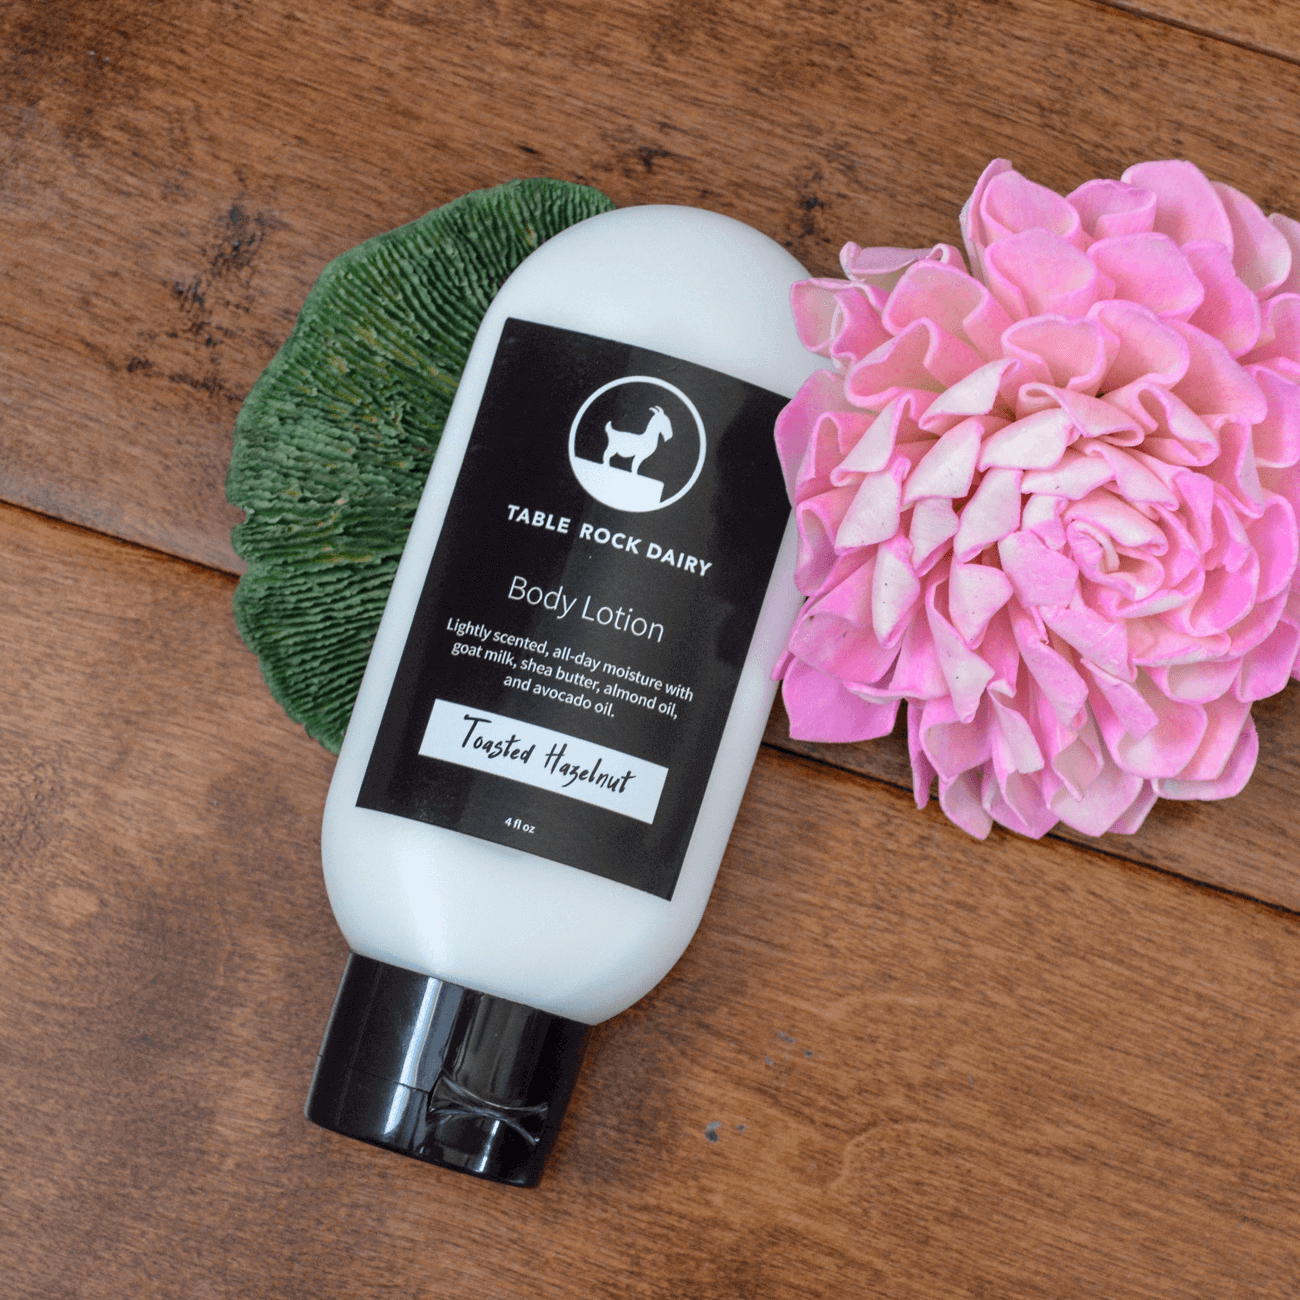 TABLE ROCK DAIRY
Body Lotion
Lightly scented, all-day moisture with
goat milk, shea butter, almond oil,
and avocado oil.
Toasted Hazelnut
4 fl oz